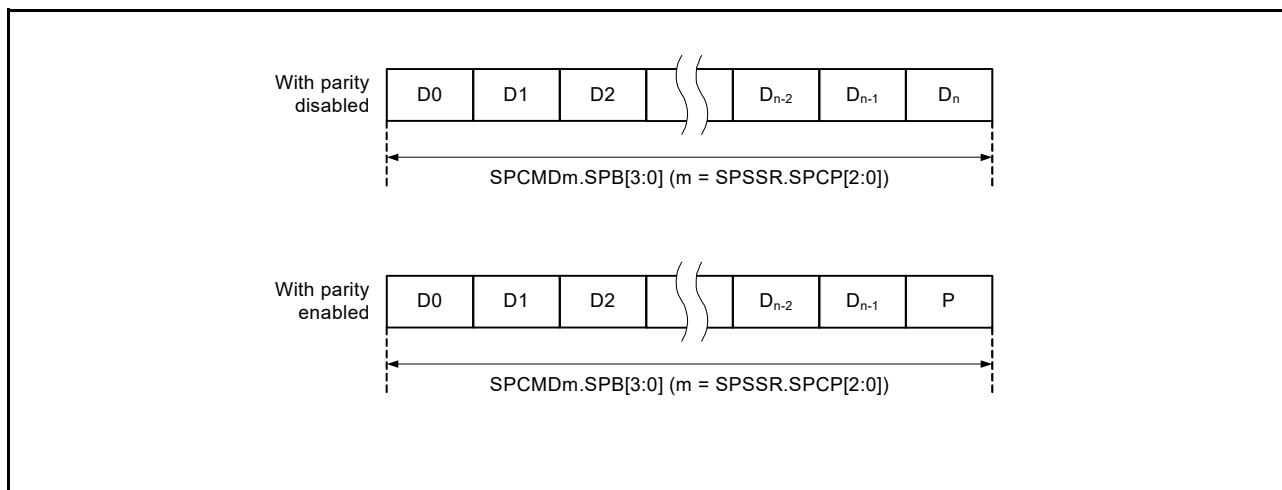 With parity
disabled
D0 D1 D2 Dn-2 Dn-1 Dn
SPCMDm.SPB[3:0] (m = SPSSR.SPCP[2:0])
With parity
enabled
D0 D1 D2 Dn-2 Dn-1 P
SPCMDm.SPB[3:0] (m = SPSSR.SPCP[2:0])